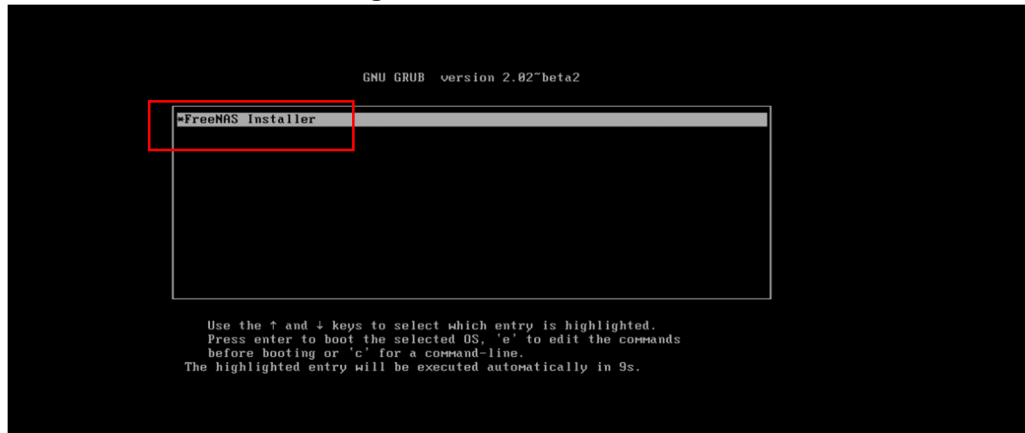 GNU GRUB version 2.02~beta2
*FreeNAS Installer
Use the ↑ and ↓ keys to select which entry is highlighted.
Press enter to boot the selected OS, 'e' to edit the commands
before booting or 'c' for a command-line.
The highlighted entry will be executed automatically in 9s.